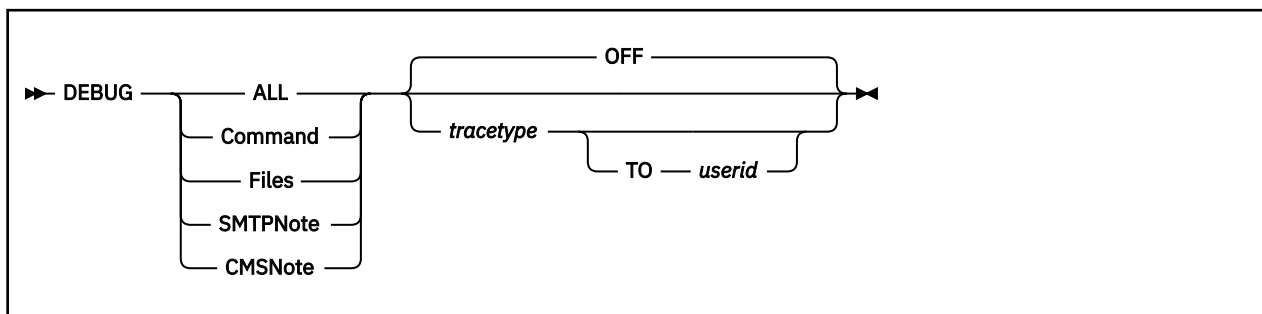 OFF
DEBUG ALL
Command
tracetype
Files
TO userid
SMTPNote
CMSNote